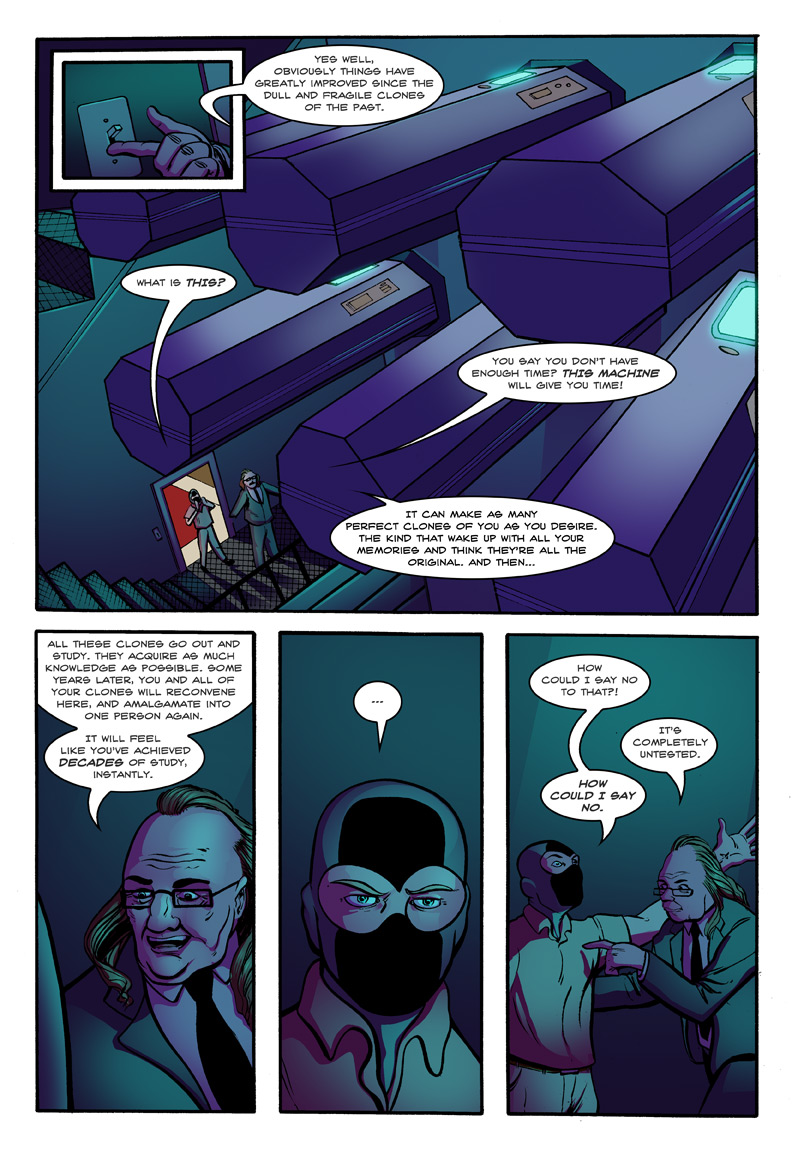 YES WELL,
OBVIOUSLY THINGS HAVE
GREATLY IMPROVED SINCE THE
DULL AND FRAGILE CLONES
OF THE PAST.
WHAT IS THIS?
YOU SAY YOU DON'T HAVE
ENOUGH TIME? THIS MACHINE
WILL GIVE YOU TIME!
IT CAN MAKE AS MANY
PERFECT CLONES OF YOU AS YOU DESIRE.
THE KIND THAT WAKE UP WITH ALL YOUR
MEMORIES AND THINK THEY'RE ALL THE
ORIGINAL. AND THEN...
ALL THESE CLONES GO OUT AND
STUDY. THEY ACQUIRE AS MUCH
KNOWLEDGE AS POSSIBLE. SOME
YEARS LATER, YOU AND ALL OF
YOUR CLONES WILL RECONVENE
HERE, AND AMALGAMATE INTO
ONE PERSON AGAIN.
IT WILL FEEL
LIKE YOU'VE ACHIEVED
DECADES OF STUDY,
INSTANTLY.
...
HOW
COULD I SAY NO
TO THAT?!
IT'S
COMPLETELY
UNTESTED.
HOW
COULD I SAY
NO.